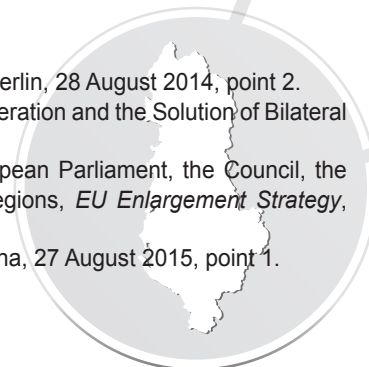 erlin, 28 August 2014, point 2.
eration and the Solution of Bilateral
pean Parliament, the Council, the
egions, EU Enlargement Strategy,
na, 27 August 2015, point 1.